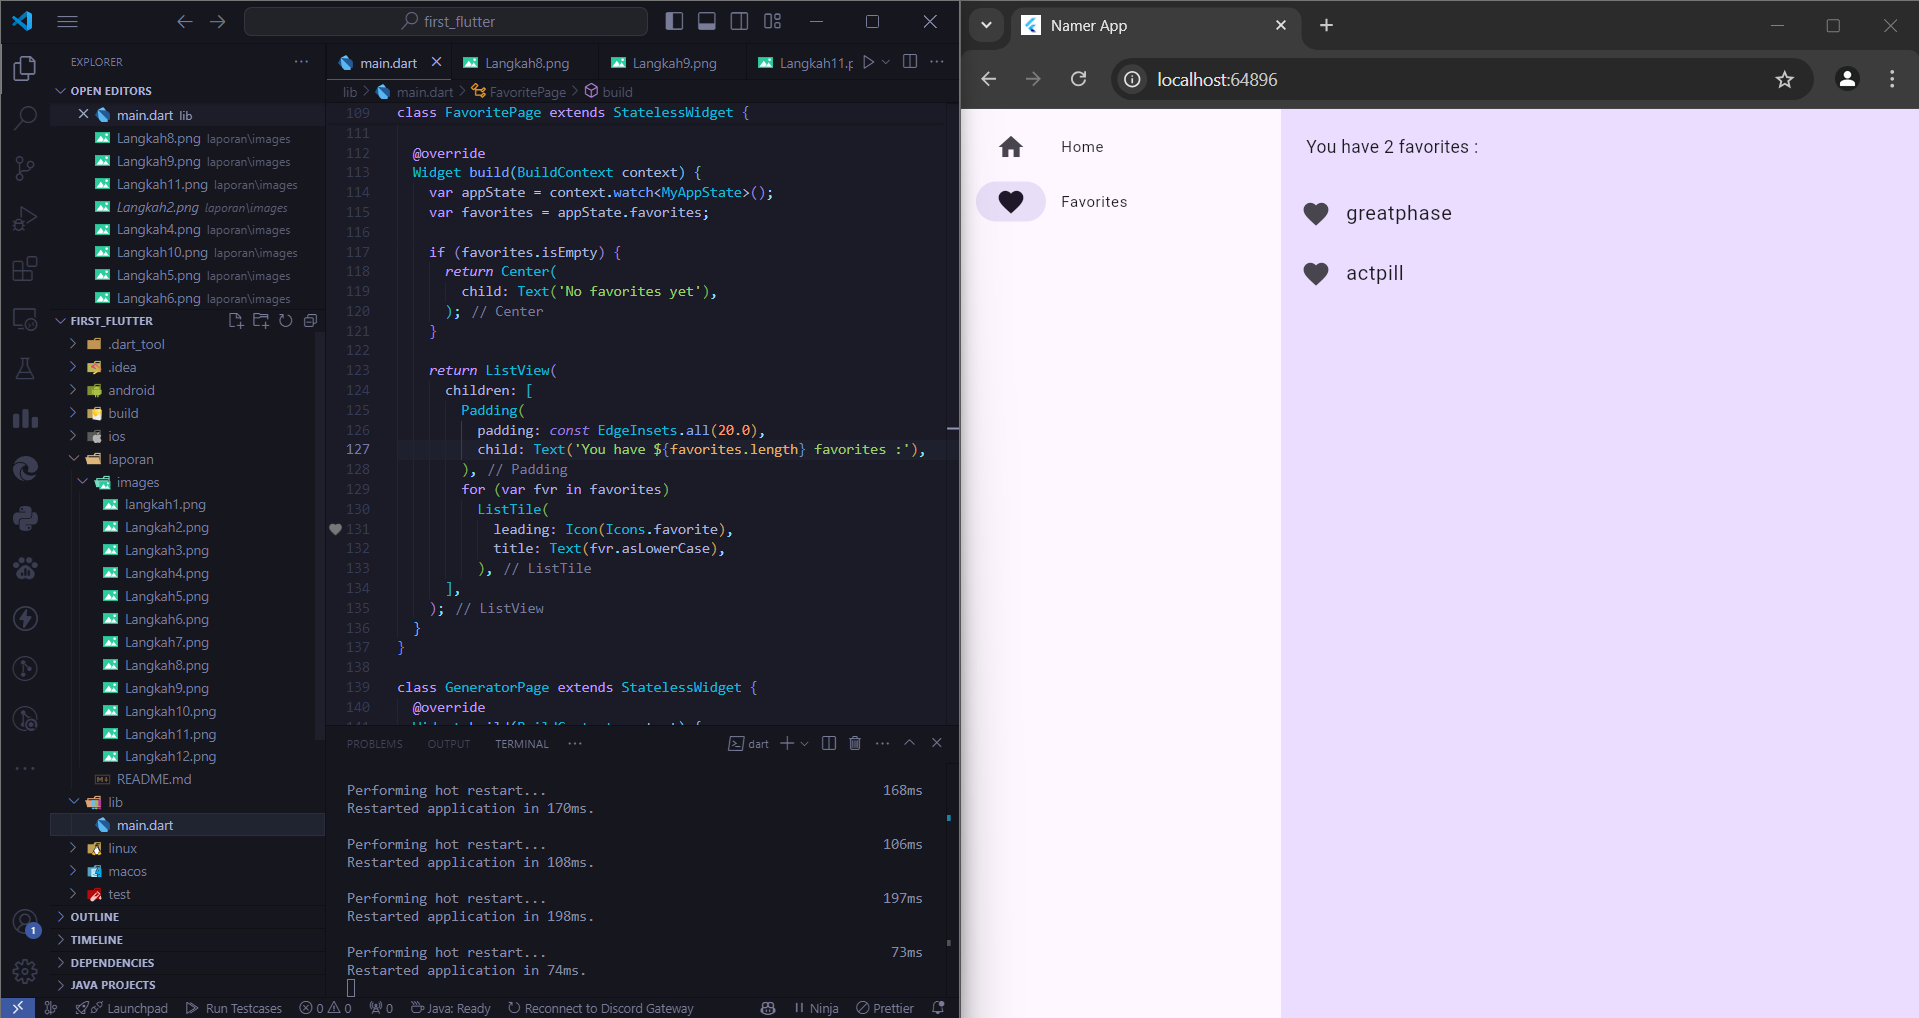 first_flutter
EXPLORER
OPEN EDITORS
main.dart lib
Langkah8.png laporan\images
Langkah9.png laporan\images
Langkah11.png laporan\images
Langkah2.png laporan\images
Langkah4.png laporan\images
Langkah10.png laporan\images
Langkah5.png laporan\images
Langkah6.png laporan\images
FIRST_FLUTTER
.dart_tool
.idea
android
build
ios
laporan
images
langkah1.png
Langkah2.png
Langkah3.png
Langkah4.png
Langkah5.png
Langkah6.png
Langkah7.png
Langkah8.png
Langkah9.png
Langkah10.png
Langkah11.png
Langkah12.png
README.md
lib
main.dart
linux
macos
test
OUTLINE
TIMELINE
DEPENDENCIES
JAVA PROJECTS
1
main.dart Langkah8.png Langkah9.png Langkah11.p
lib > main.dart > FavoritePage > build
109 class FavoritePage extends StatelessWidget {
111
112 @override
113 Widget build(BuildContext context) {
114 var appState = context.watch<MyAppState>();
115 var favorites = appState.favorites;
116
117 if (favorites.isEmpty) {
118 return Center(
119 child: Text('No favorites yet'),
120 ); // Center
121 }
122
123 return ListView(
124 children: [
125 Padding(
126 padding: const EdgeInsets.all(20.0),
127 child: Text('You have ${favorites.length} favorites :'),
128 ), // Padding
129 for (var fvr in favorites)
130 ListTile(
131 leading: Icon(Icons.favorite),
132 title: Text(fvr.asLowerCase),
133 ), // ListTile
134 ],
135 ); // ListView
136 }
137 }
138
139 class GeneratorPage extends StatelessWidget {
140 @override
141 Widget build(BuildContext context) {
PROBLEMS OUTPUT TERMINAL
dart
Performing hot restart... 168ms
Restarted application in 170ms.
Performing hot restart... 106ms
Restarted application in 108ms.
Performing hot restart... 197ms
Restarted application in 198ms.
Performing hot restart... 73ms
Restarted application in 74ms.
Launchpad Run Testcases 0 0 0 Java: Ready Reconnect to Discord Gateway Ninja Prettier
Namer App
localhost:64896
Home
Favorites
You have 2 favorites :
greatphase
actpill